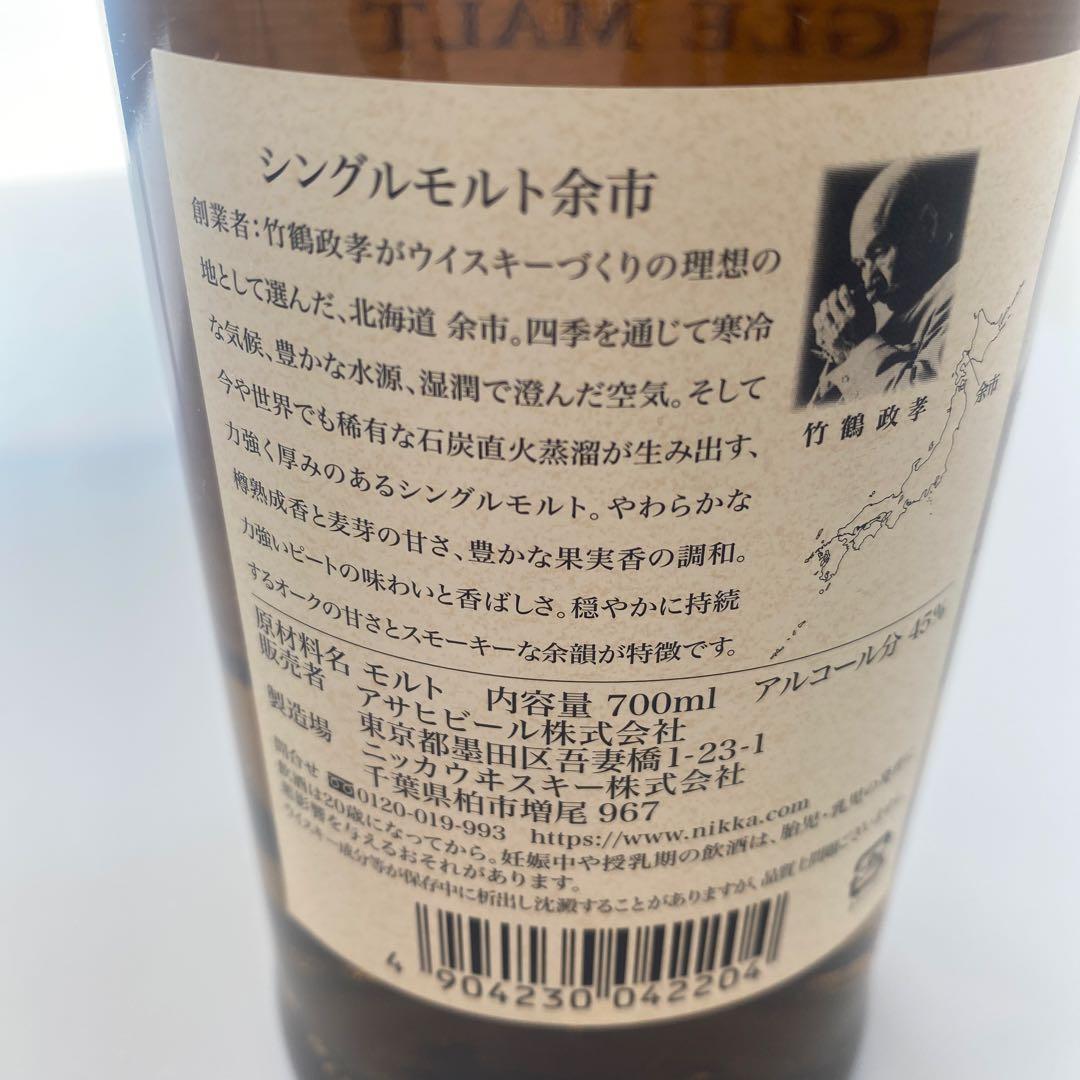 NGLE MALT
シングルモルト余市
創業者:竹鶴政孝がウイスキーづくりの理想の
地として選んだ、北海道 余市。四季を通じて寒冷
な気候、豊かな水源、湿潤で澄んだ空気。そして
今や世界でも稀有な石炭直火蒸溜が生み出す、
力強く厚みのあるシングルモルト。やわらかな
樽熟成香と麦芽の甘さ、豊かな果実香の調和。
力強いピートの味わいと香ばしさ。穏やかに持続
するオークの甘さとスモーキーな余韻が特徴です。
竹鶴政孝
余市
原材料名 モルト 内容量 700ml アルコール分 45%
販売者 アサヒビール株式会社
東京都墨田区吾妻橋1-23-1
製造場 ニッカウヰスキー株式会社
千葉県柏市増尾 967
問合せ 0120-019-993 https://www.nikka.com
飲酒は20歳になってから。妊娠中や授乳期の飲酒は、胎児・乳児の発育に
悪影響を与えるおそれがあります。
ウイスキー成分等が保存中に析出し沈澱することがありますが、品質上問題ございません。
4 904230 042204